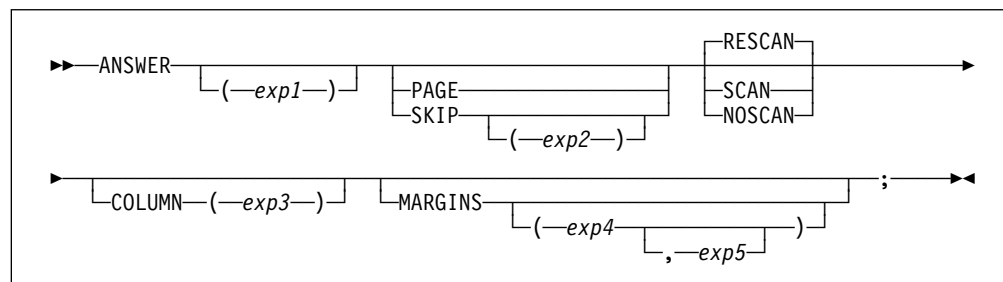 RESCAN
ANSWER (exp1) PAGE SCAN
SKIP (exp2) NOSCAN
COLUMN (exp3) MARGINS (exp4 ,exp5) ;